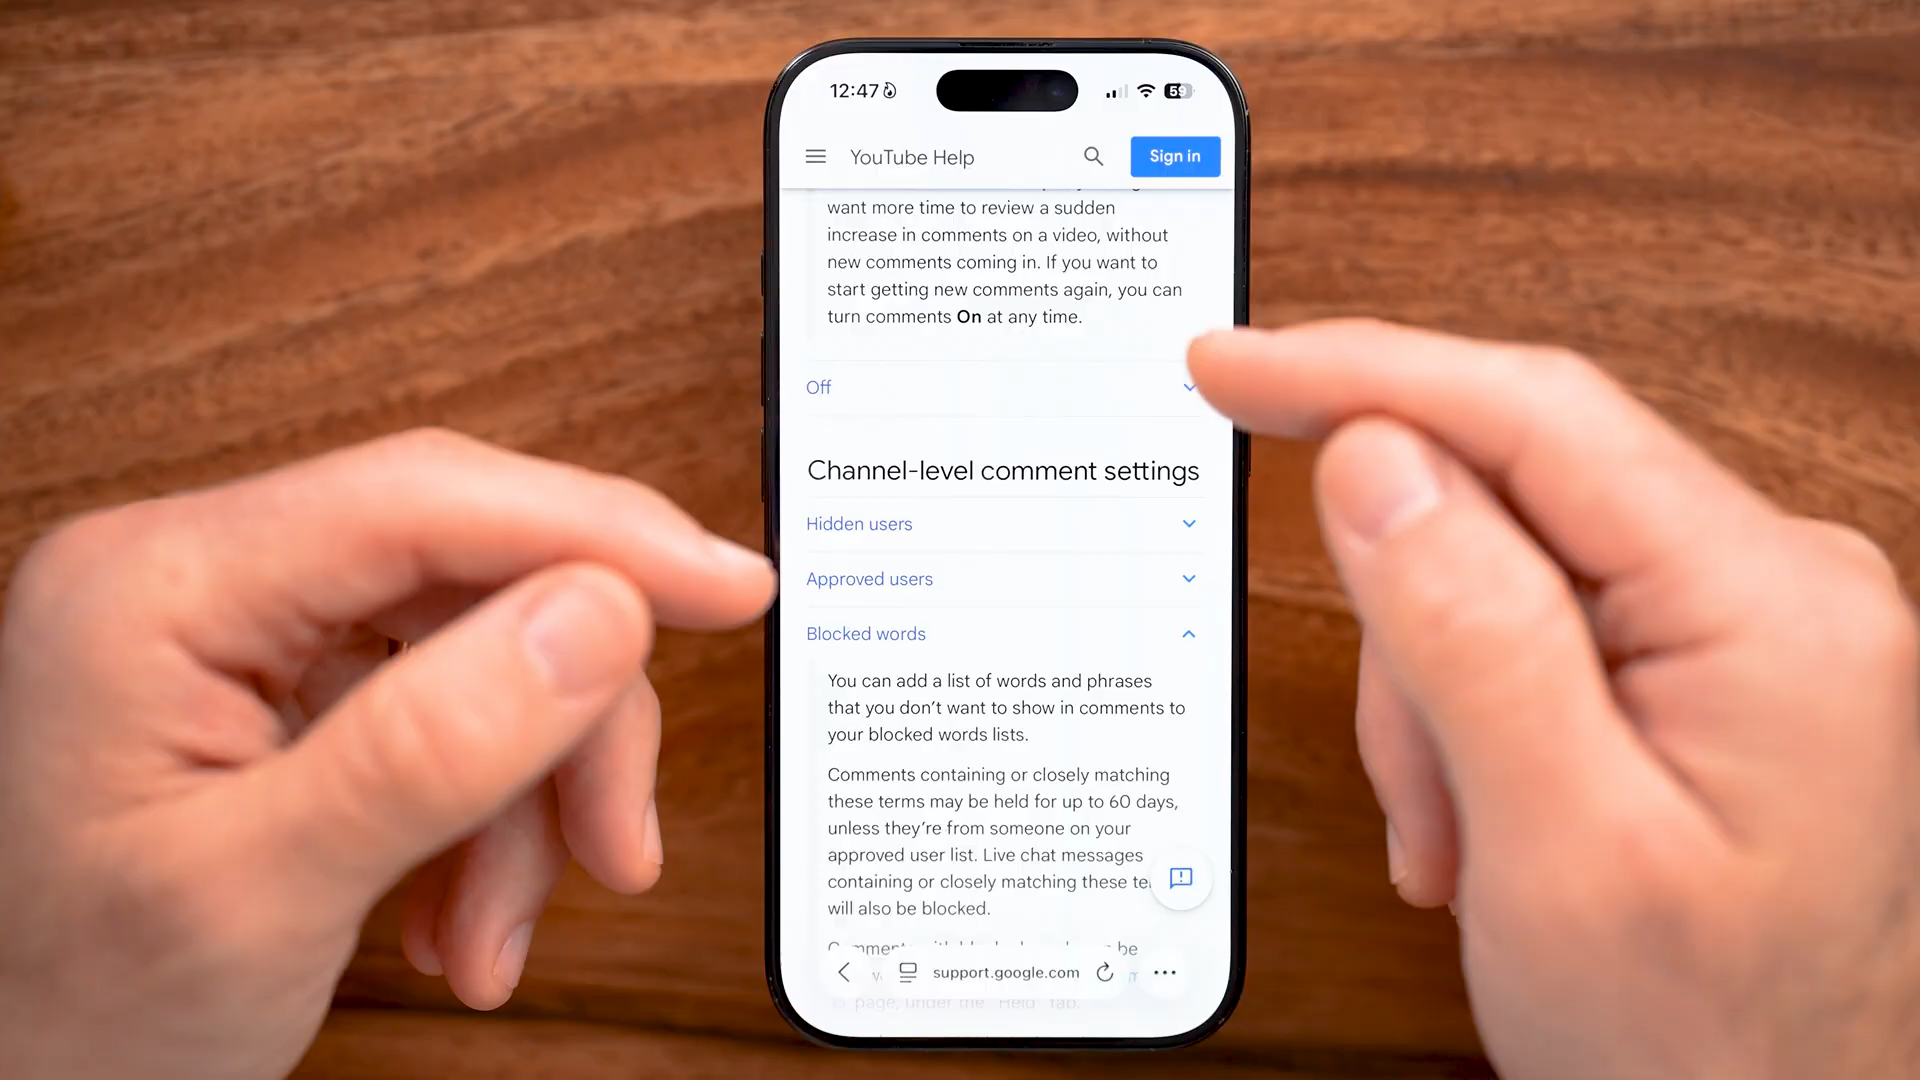 12:47
59
YouTube Help
Sign in
want more time to review a sudden
increase in comments on a video, without
new comments coming in. If you want to
start getting new comments again, you can
turn comments On at any time.
Off
Channel-level comment settings
Hidden users
Approved users
Blocked words
You can add a list of words and phrases
that you don't want to show in comments to
your blocked words lists.
Comments containing or closely matching
these terms may be held for up to 60 days,
unless they're from someone on your
approved user list. Live chat messages
containing or closely matching these te
will also be blocked.
be
support.google.com
page, under the "Held" tab.